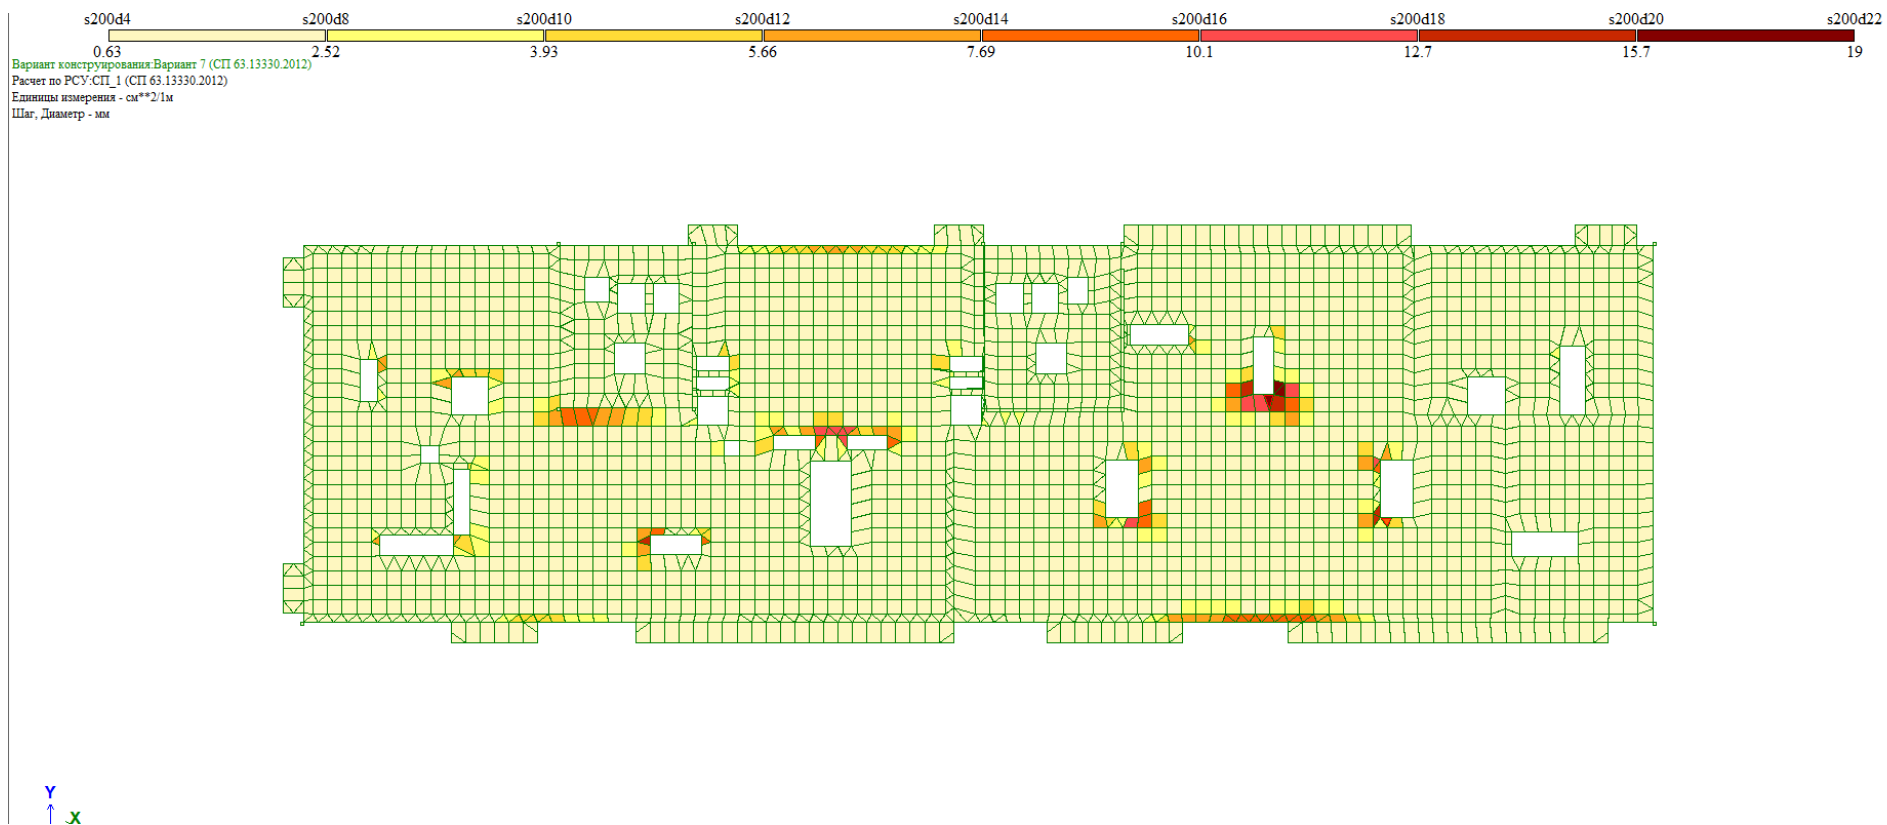 s200d4 s200d8 s200d10 s200d12 s200d14 s200d16 s200d18 s200d20 s200d22
0.63 2.52 3.93 5.66 7.69 10.1 12.7 15.7 19
Вариант конструирования:Вариант 7 (СП 63.13330.2012)
Расчет по РСУ:СП_1 (СП 63.13330.2012)
Единицы измерения - см**2/1м
Шаг, Диаметр - мм
Y
X